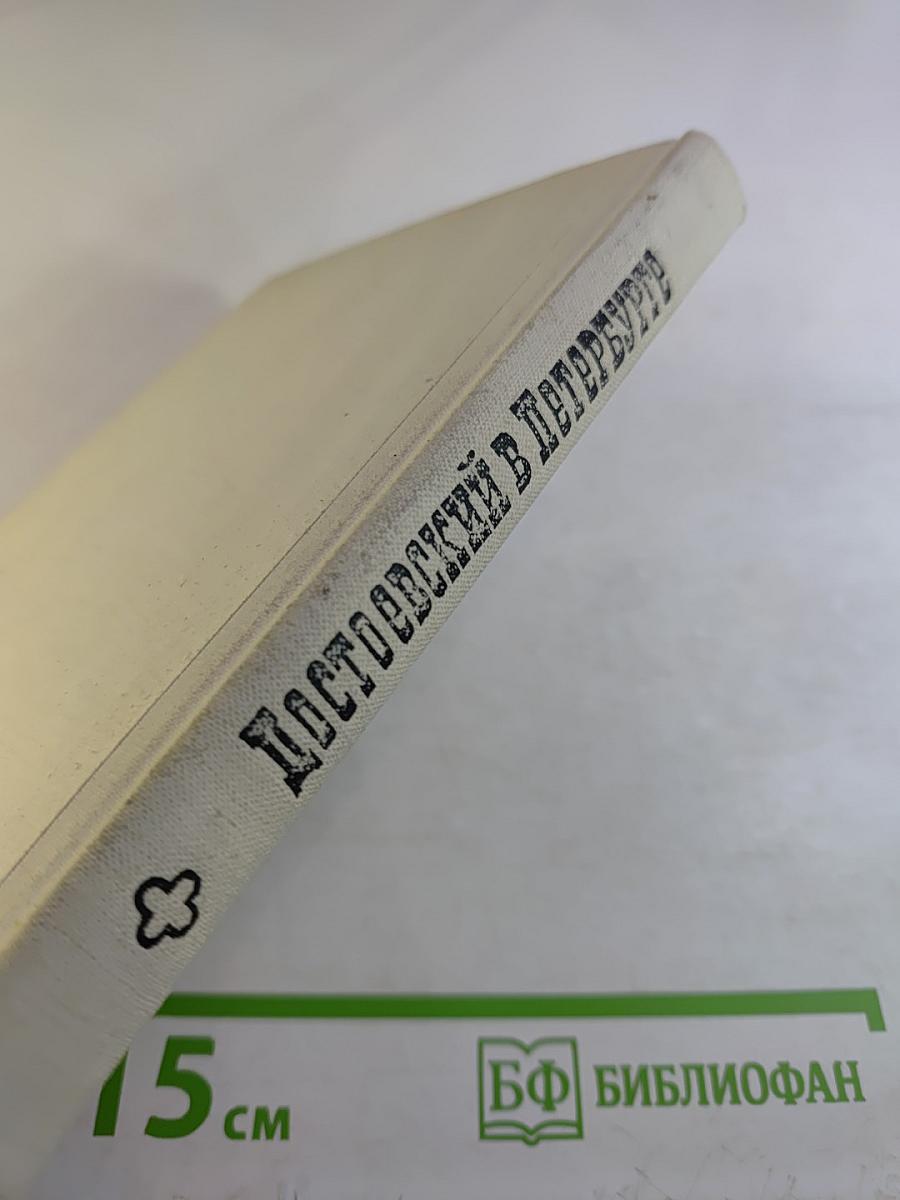 Достоевский в Петербурге
15 см
БФ БИБЛИОФАН